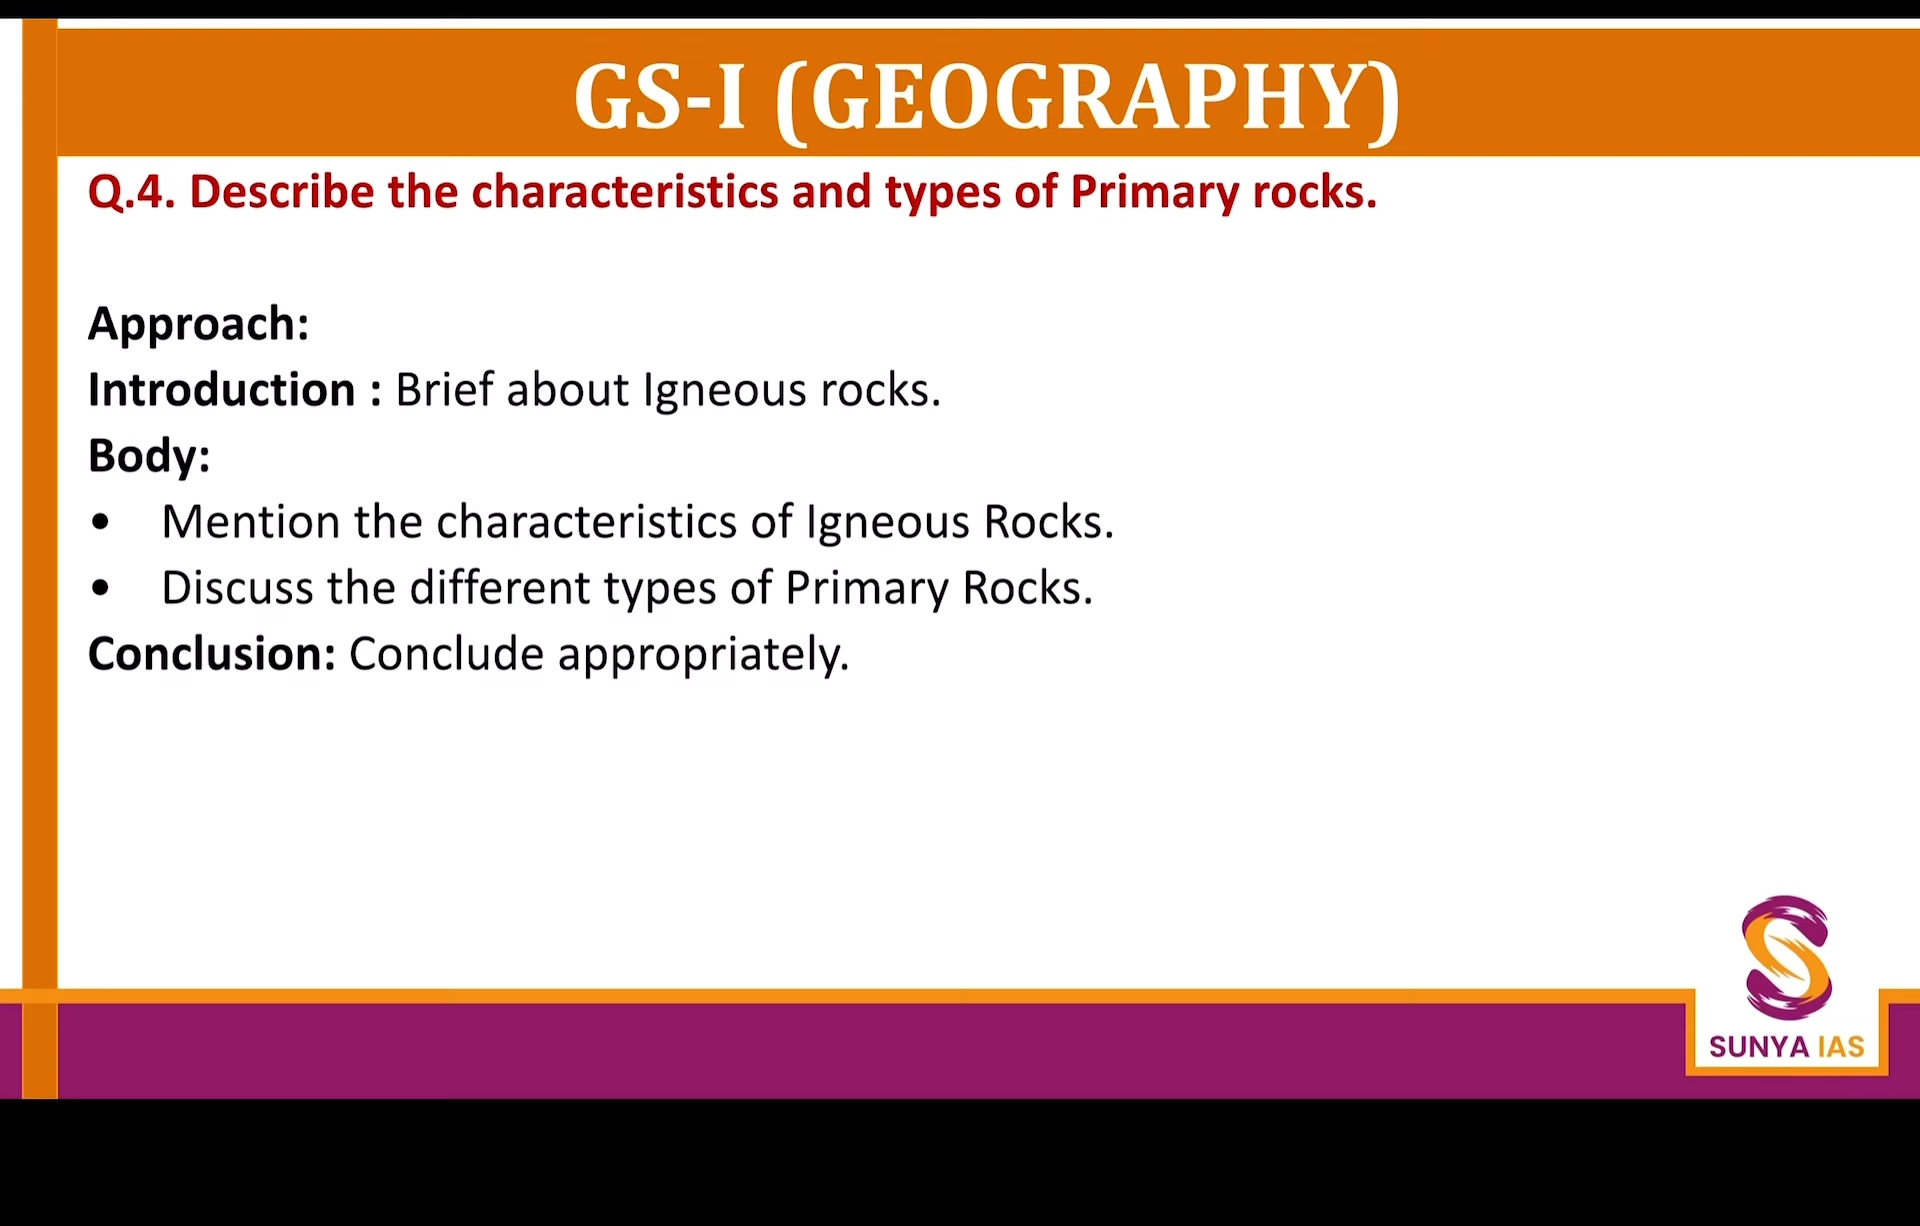 GS-I (GEOGRAPHY)
Q.4. Describe the characteristics and types of Primary rocks.
Approach:
Introduction : Brief about Igneous rocks.
Body:
• Mention the characteristics of Igneous Rocks.
• Discuss the different types of Primary Rocks.
Conclusion: Conclude appropriately.
SUNYA IAS